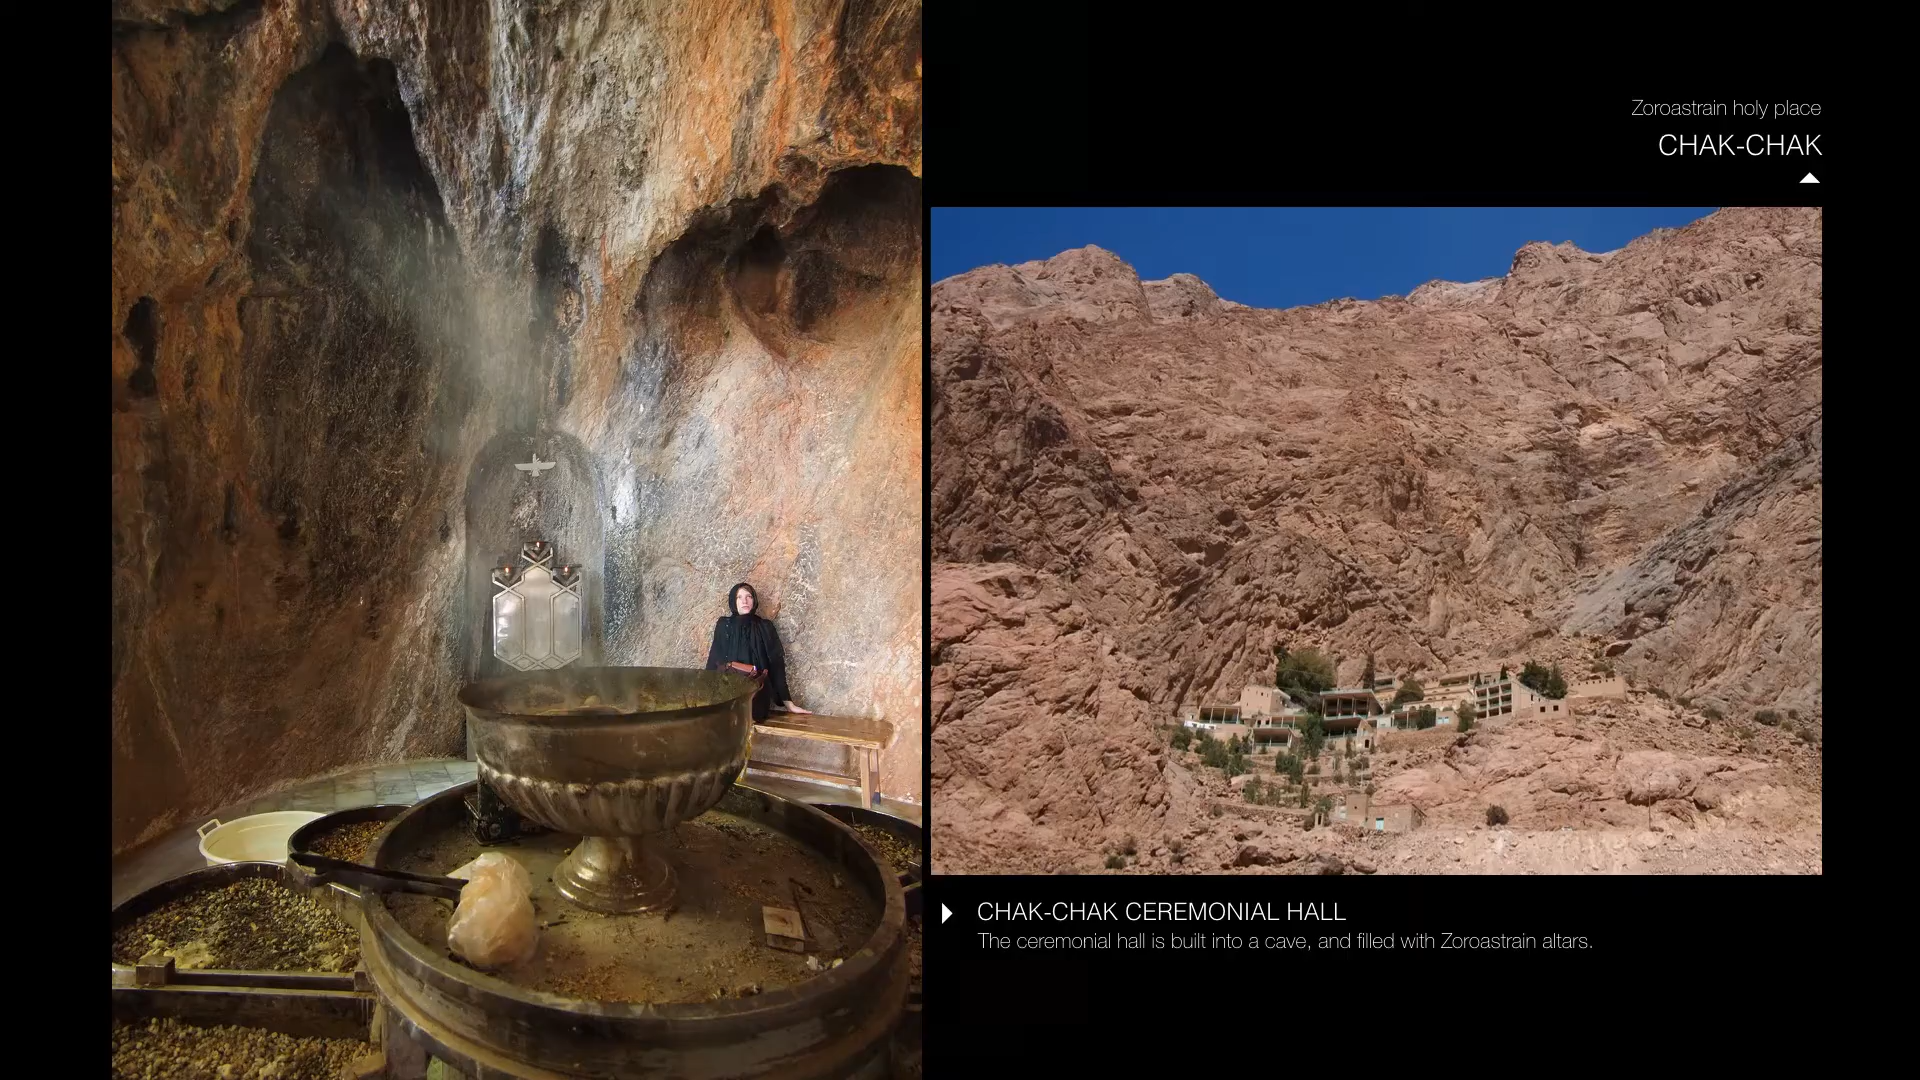 Zoroastrain holy place
CHAK-CHAK
CHAK-CHAK CEREMONIAL HALL
The ceremonial hall is built into a cave, and filled with Zoroastrain altars.